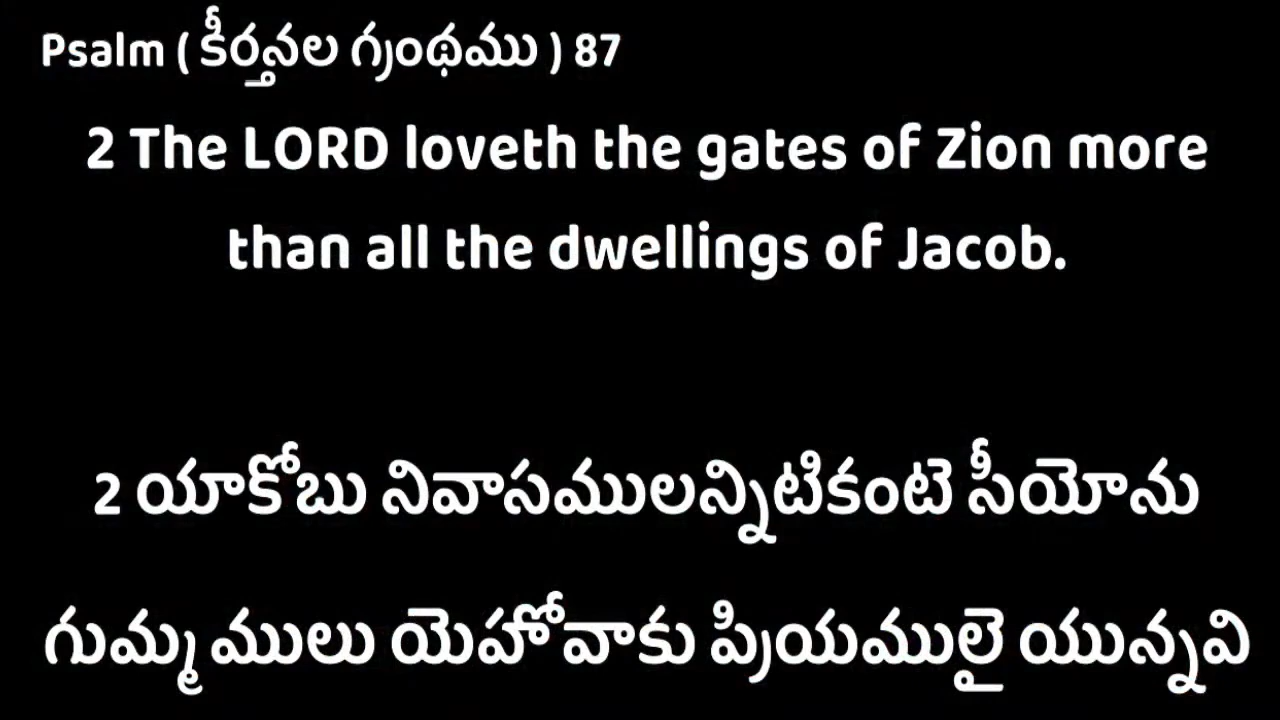 Psalm ( కీర్తనల గ్రంథము ) 87
2 The LORD loveth the gates of Zion more
than all the dwellings of Jacob.
2 యాకోబు నివాసములన్నిటికంటె సీయోను
గుమ్మ ములు యెహోవాకు ప్రియములై యున్నవి